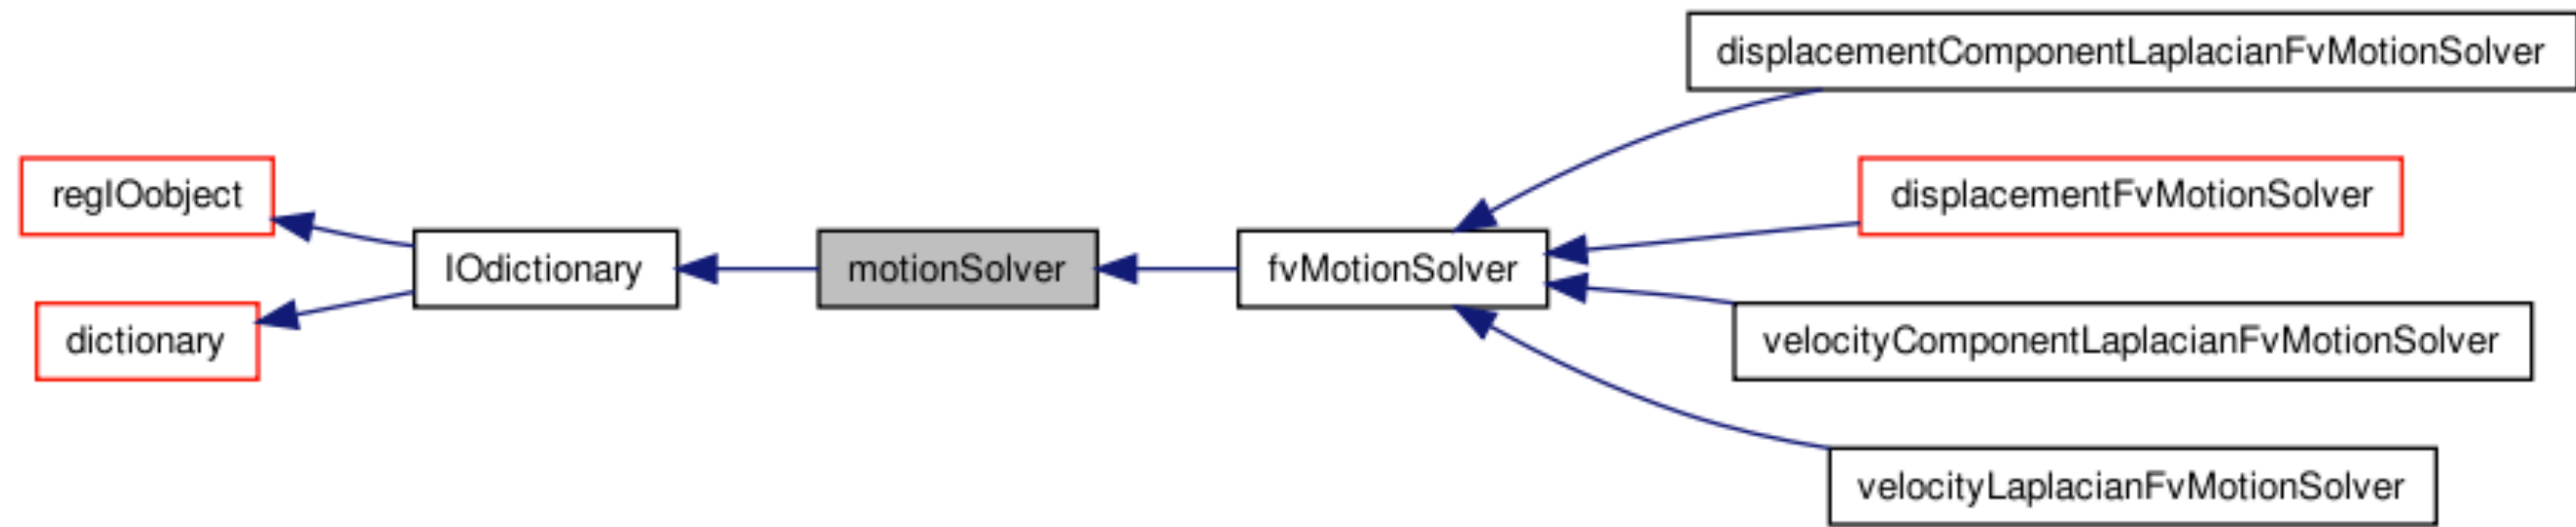 displacementComponentLaplacianFvMotionSolver
regIOobject
displacementFvMotionSolver
IOdictionary
motionSolver
fvMotionSolver
dictionary
velocityComponentLaplacianFvMotionSolver
velocityLaplacianFvMotionSolver